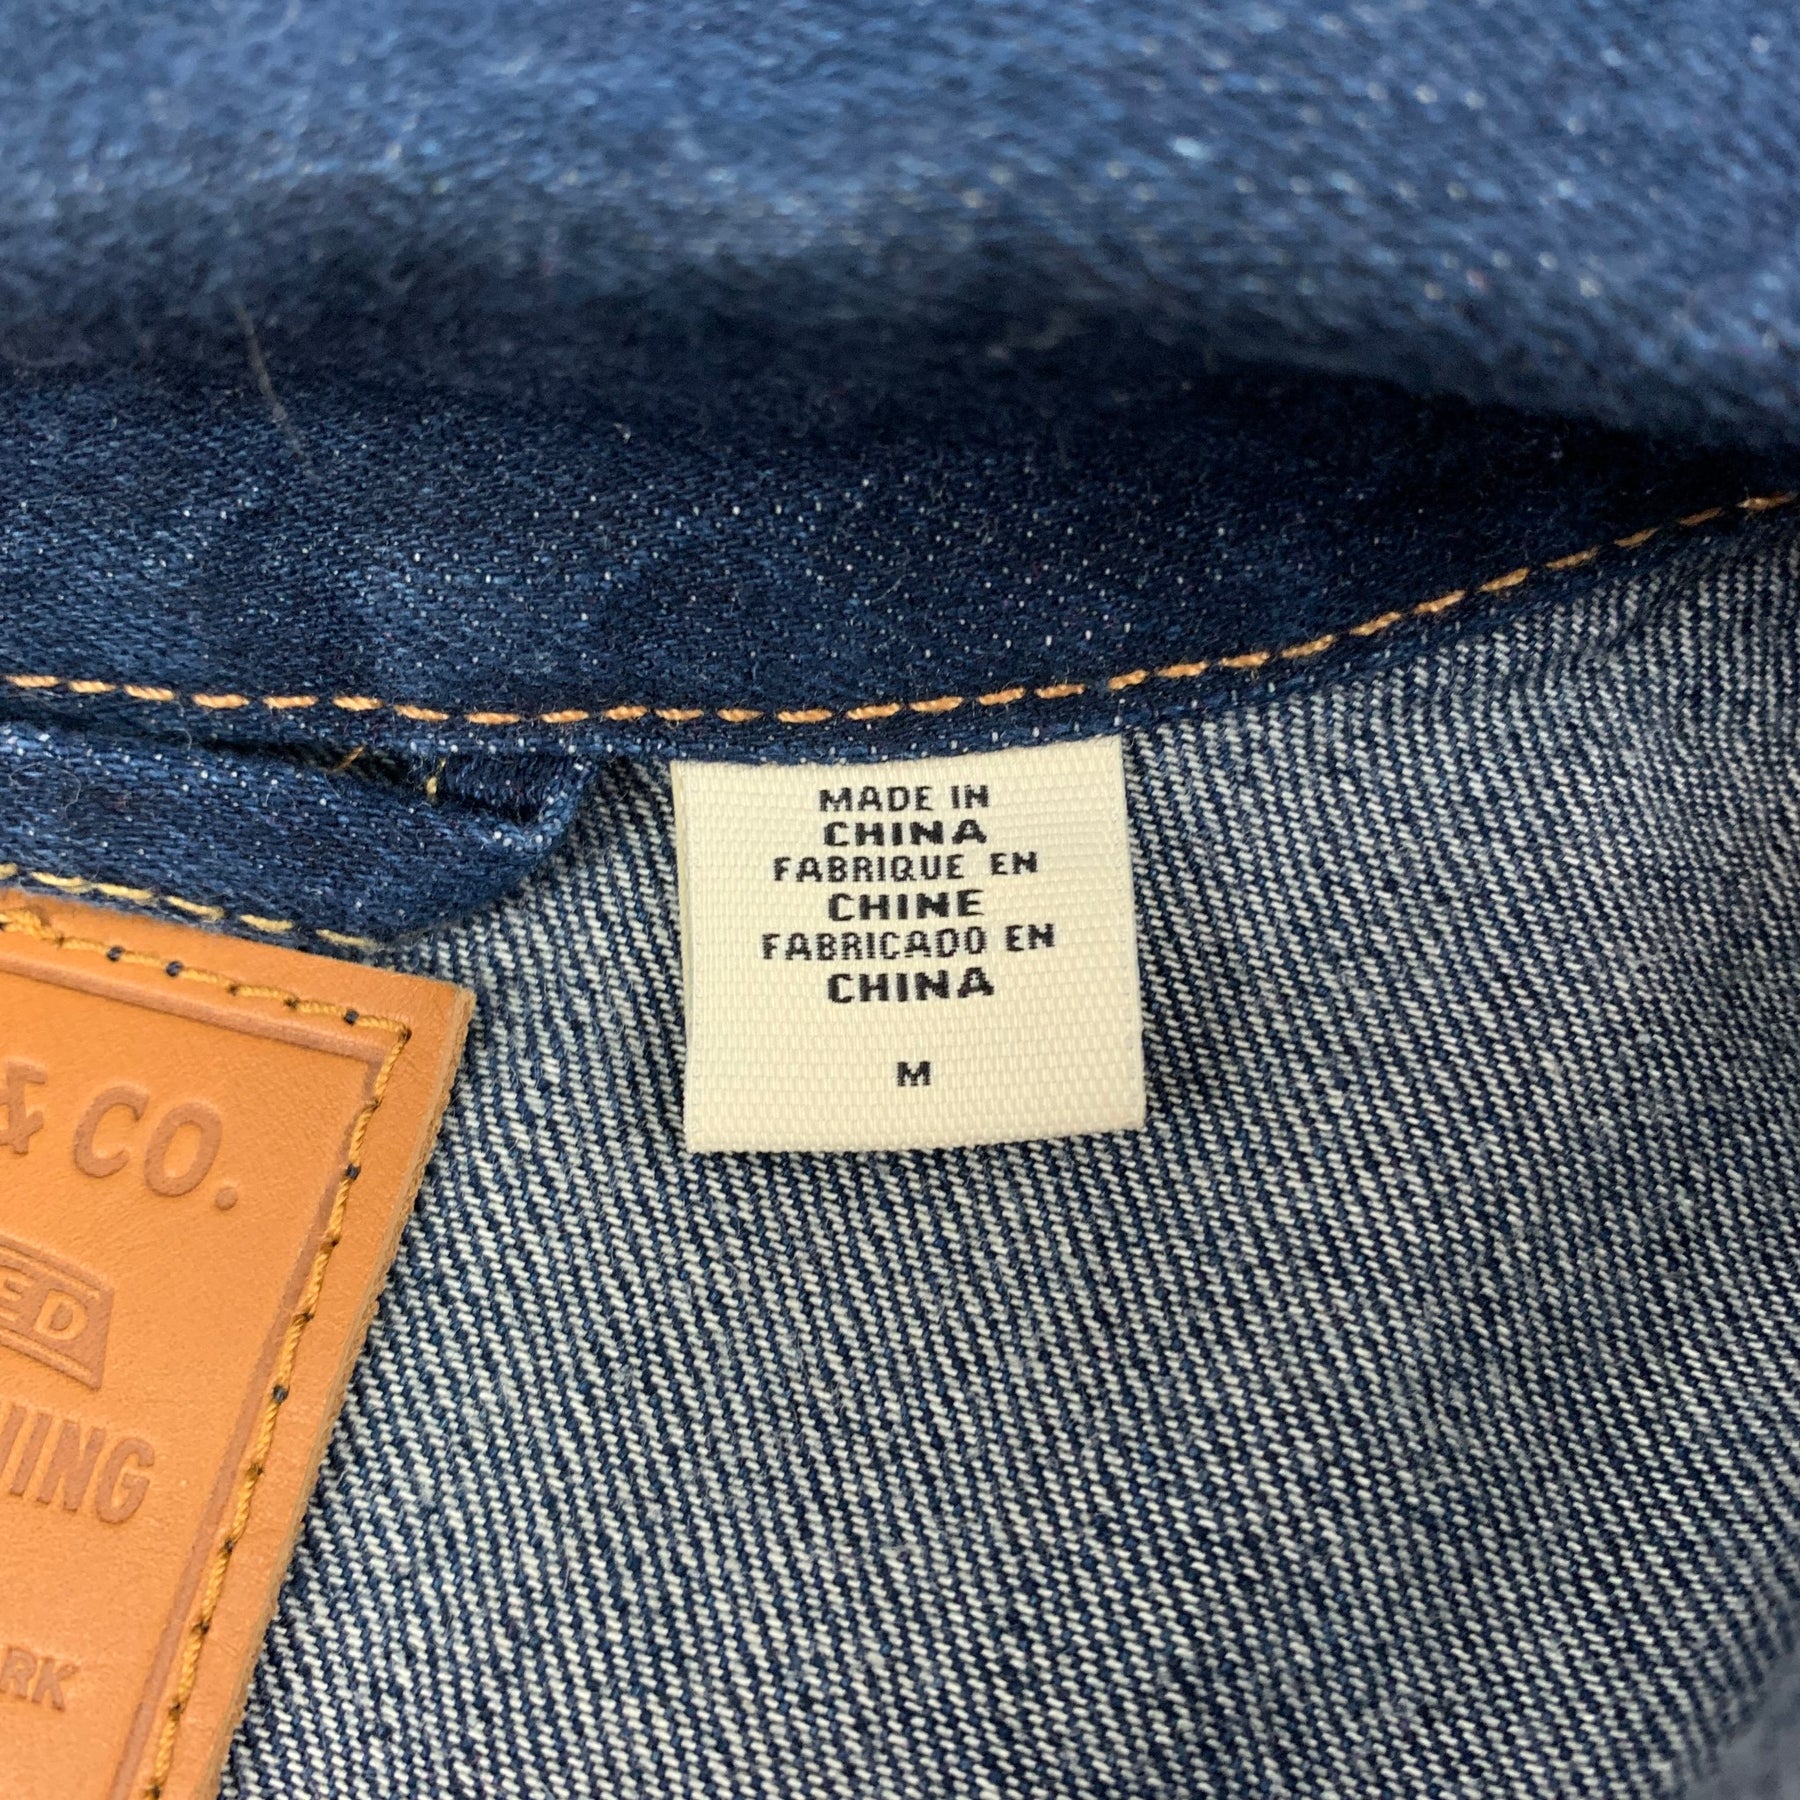 MADE IN
CHINA
FABRIQUE EN
CHINE
FABRICADO EN
CHINA
M
& CO.